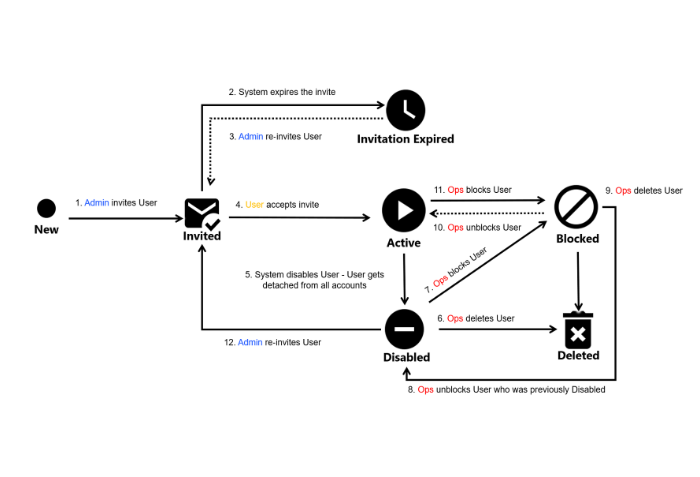 2. System expires the invite
Invitation Expired
3. Admin re-invites User
1. Admin invites User
New
Invited
4. User accepts invite
Active
11. Ops blocks User
10. Ops unblocks User
Blocked
9. Ops deletes User
5. System disables User - User gets
detached from all accounts
7. Ops blocks User
12. Admin re-invites User
Disabled
6. Ops deletes User
Deleted
8. Ops unblocks User who was previously Disabled